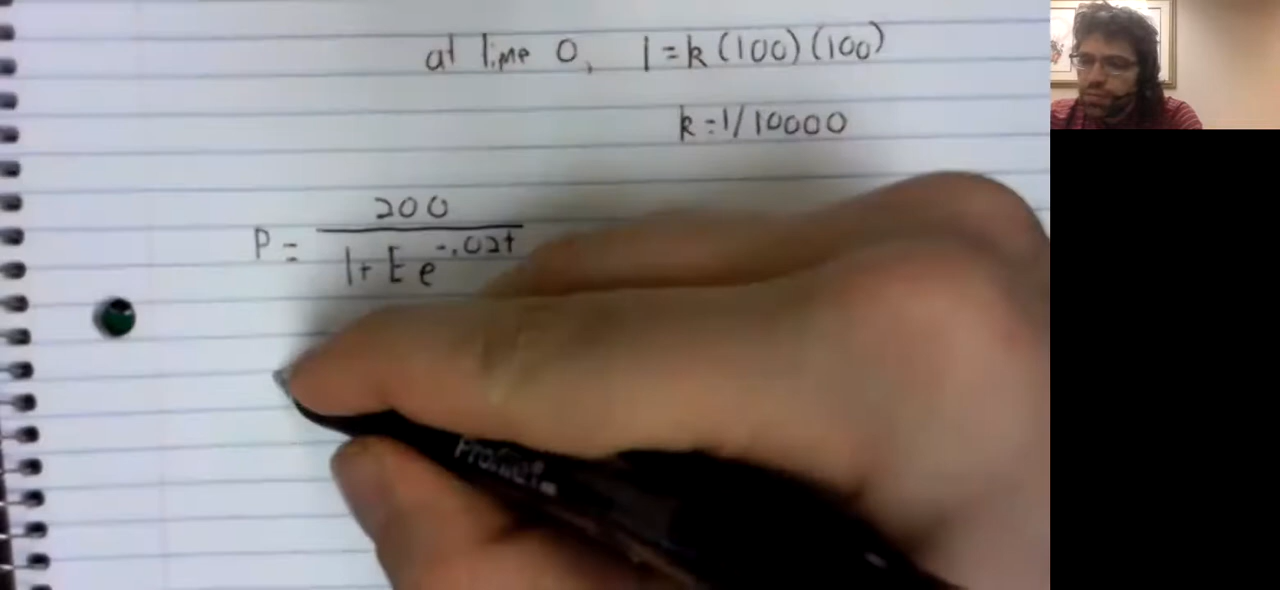 at time 0, 1 = k (100) (100)
k = 1/10000
P = 200 / 1 + E e^-.02t